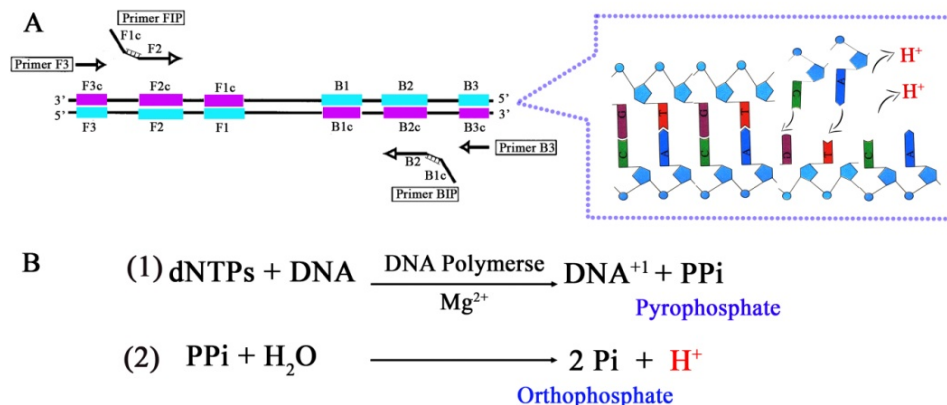 A
Primer FIP
F1c
F2
Primer F3
F3c F2c F1c B1 B2 B3
3' 5'
5' 3'
F3 F2 F1 B1c B2c B3c
B2
Primer B3
B1c
Primer BIP
H+
C A
H+
G T G T
C A C A G T C A
B
(1) dNTPs + DNA DNA Polymerse DNA+1 + PPi
Mg2+
Pyrophosphate
(2) PPi + H2O 2 Pi + H+
Orthophosphate